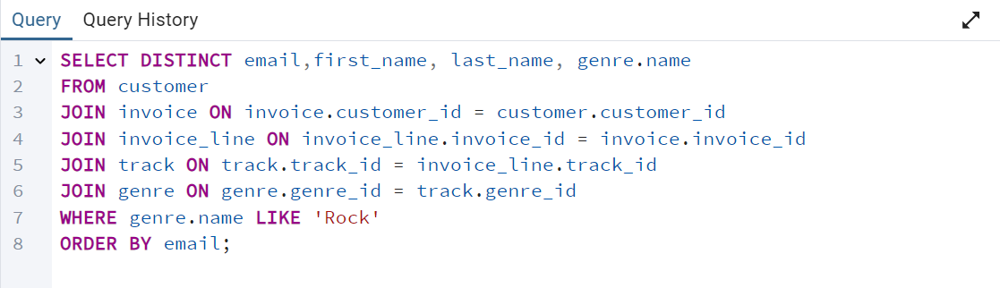 Query Query History
1 SELECT DISTINCT email,first_name, last_name, genre.name
2 FROM customer
3 JOIN invoice ON invoice.customer_id = customer.customer_id
4 JOIN invoice_line ON invoice_line.invoice_id = invoice.invoice_id
5 JOIN track ON track.track_id = invoice_line.track_id
6 JOIN genre ON genre.genre_id = track.genre_id
7 WHERE genre.name LIKE 'Rock'
8 ORDER BY email;